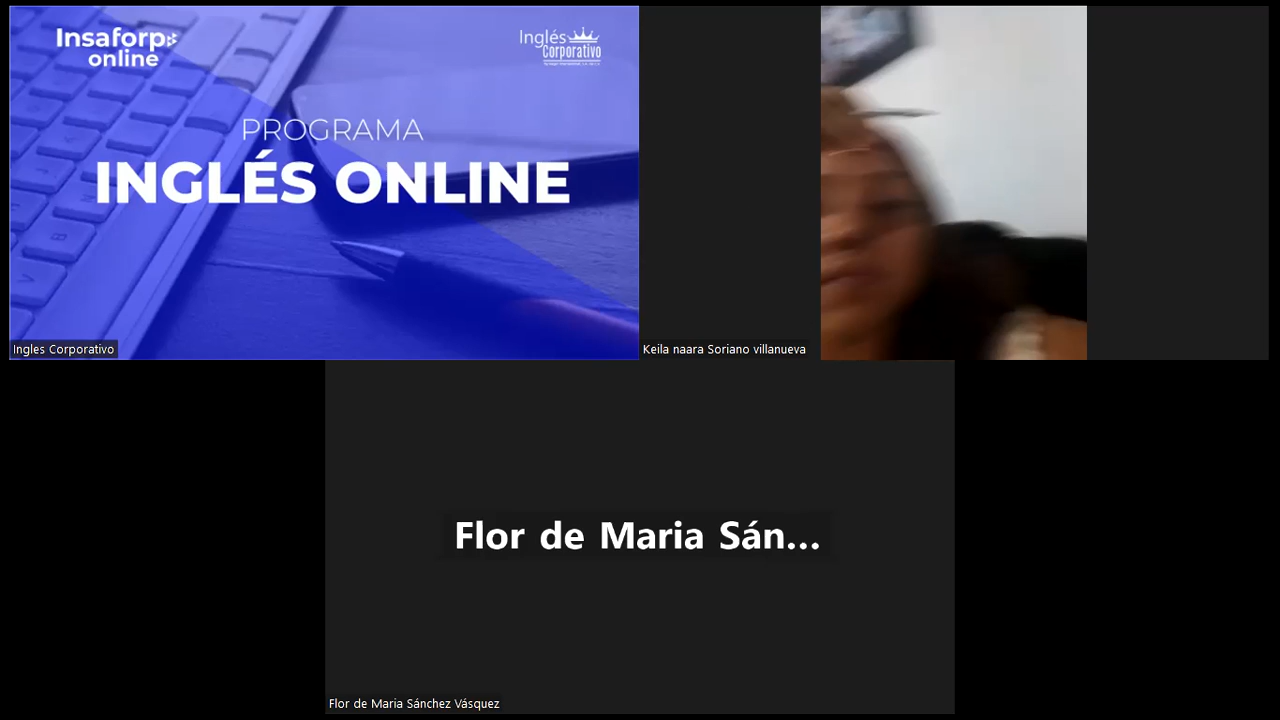 Insaforp
online
Inglés
Corporativo
PROGRAMA
INGLÉS ONLINE
Ingles Corporativo
Keila naara Soriano villanueva
Flor de Maria Sán...
Flor de Maria Sánchez Vásquez